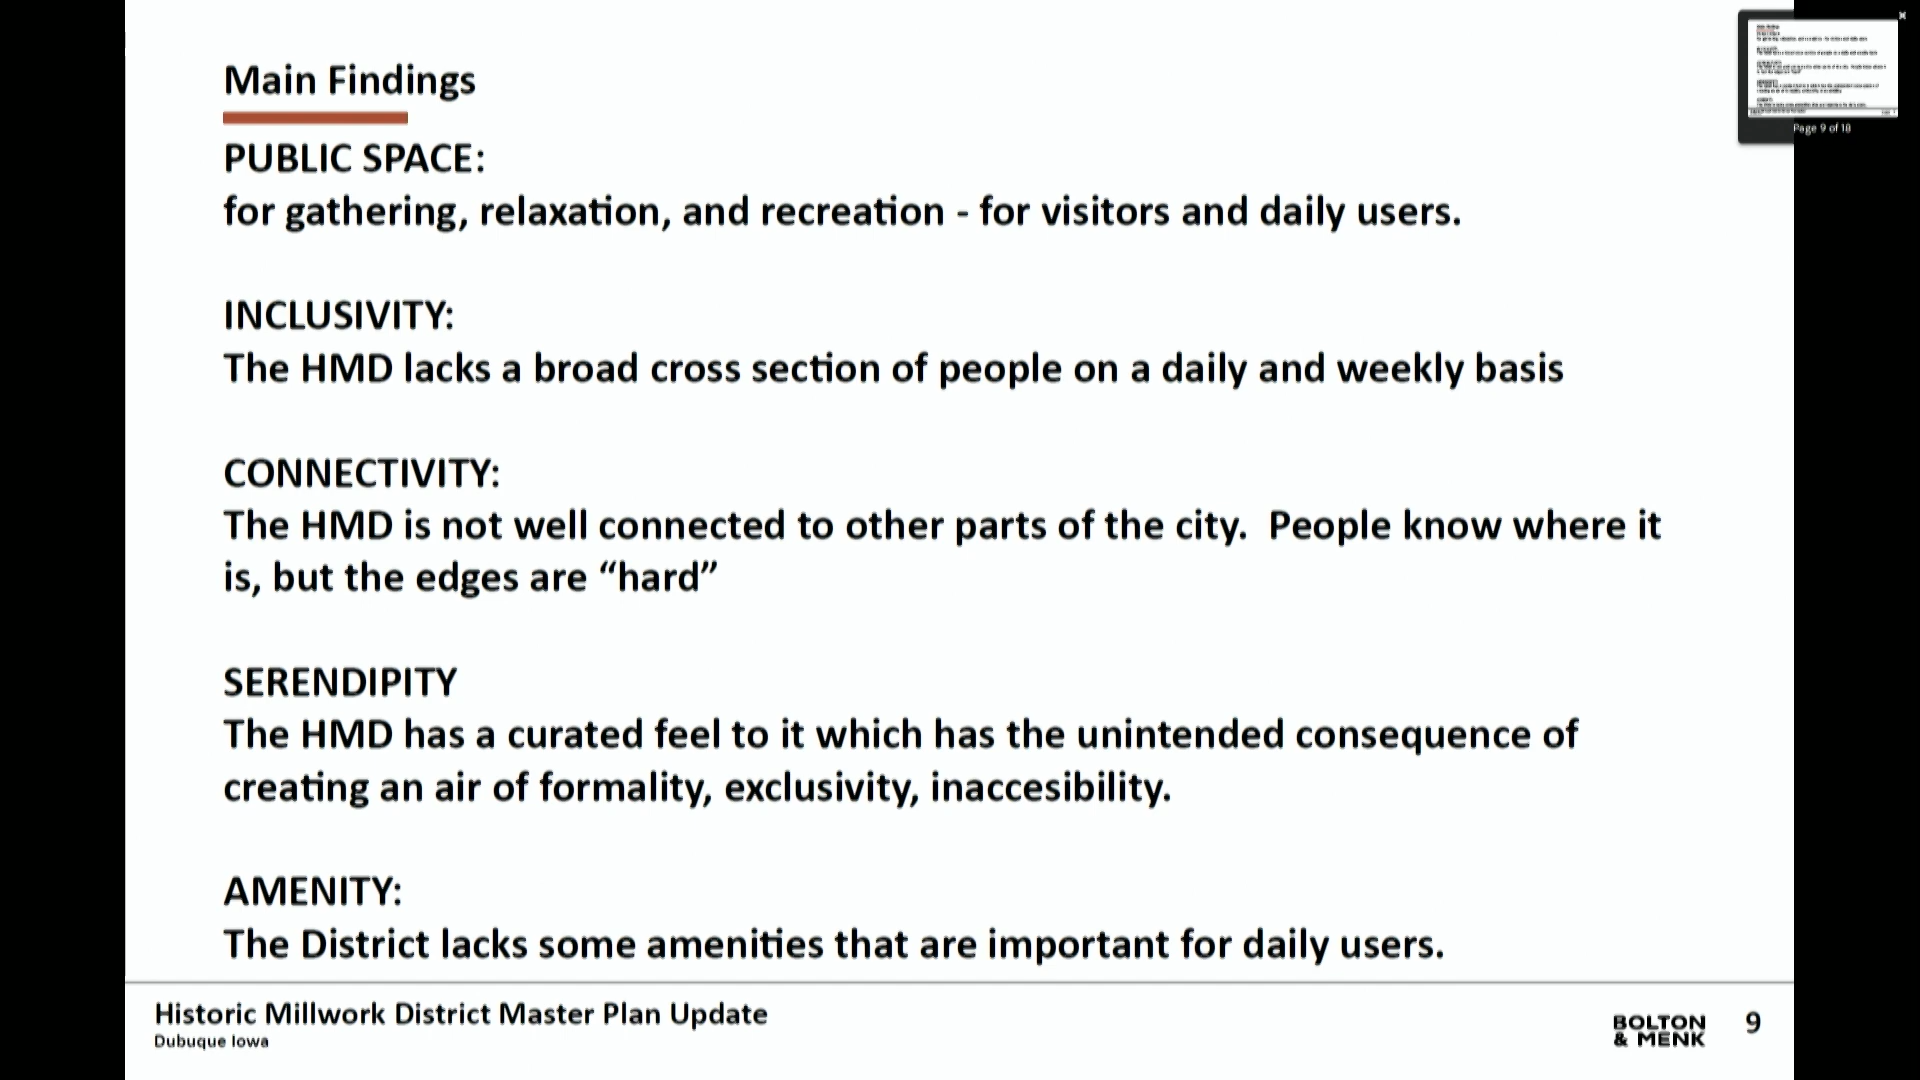 Main Findings
PUBLIC SPACE:
for gathering, relaxation, and recreation - for visitors and daily users.
INCLUSIVITY:
The HMD lacks a broad cross section of people on a daily and weekly basis
CONNECTIVITY:
The HMD is not well connected to other parts of the city.  People know where it
is, but the edges are “hard”
SERENDIPITY
The HMD has a curated feel to it which has the unintended consequence of
creating an air of formality, exclusivity, inaccesibility.
AMENITY:
The District lacks some amenities that are important for daily users.
Historic Millwork District Master Plan Update
Dubuque Iowa
BOLTON
& MENK
9
Page 9 of 18